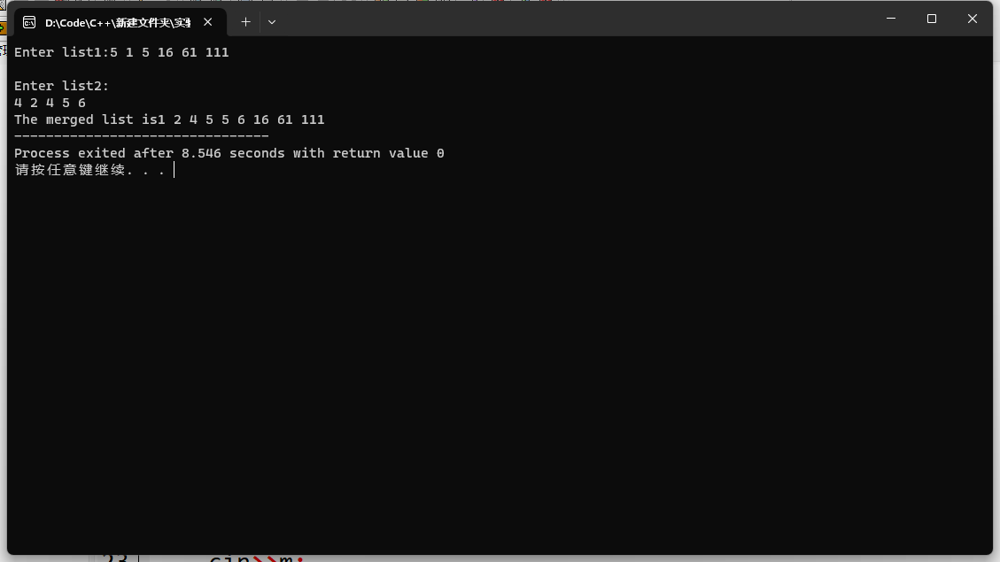 D:\Code\C++\新建文件夹\实
Enter list1:5 1 5 16 61 111
Enter list2:
4 2 4 5 6
The merged list is1 2 4 5 5 6 16 61 111
--------------------------------
Process exited after 8.546 seconds with return value 0
请按任意键继续. . .
23 cin>>m;